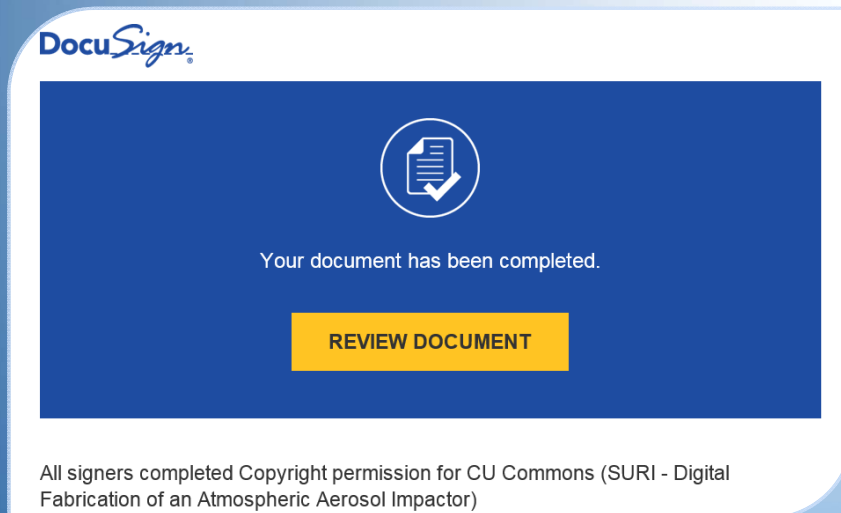 DocuSign®
Your document has been completed.
REVIEW DOCUMENT
All signers completed Copyright permission for CU Commons (SURI - Digital
Fabrication of an Atmospheric Aerosol Impactor)